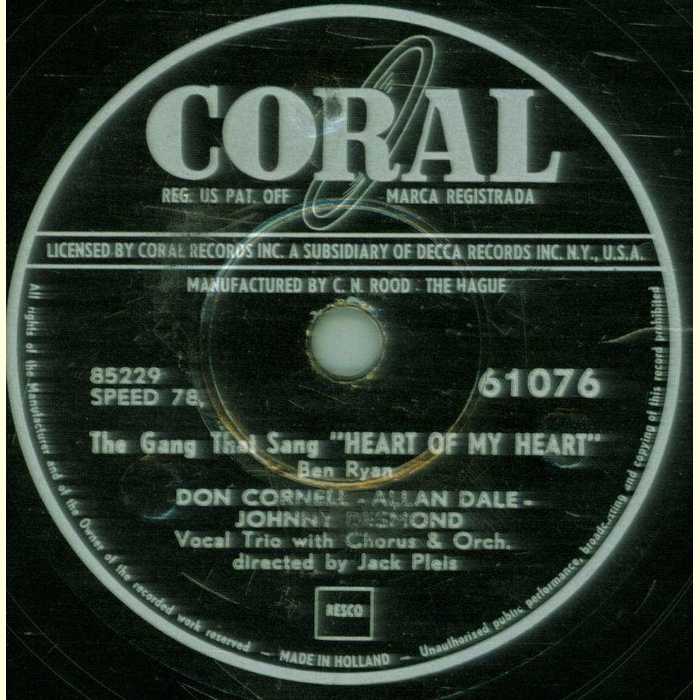 CORAL
REG. US PAT. OFF MARCA REGISTRADA
LICENSED BY CORAL RECORDS INC. A SUBSIDIARY OF DECCA RECORDS INC. N.Y., U.S.A.
MANUFACTURED BY C. N. ROOD - THE HAGUE
85229
SPEED 78,
61076
The Gang That Sang "HEART OF MY HEART"
Ben Ryan
DON CORNELL - ALLAN DALE -
JOHNNY DESMOND
Vocal Trio with Chorus & Orch.
directed by Jack Pleis
RESCO
All rights of the Manufacturer and of the Owner of the recorded work reserved — MADE IN HOLLAND — Unauthorised public performance, broadcasting and copying of this record prohibited